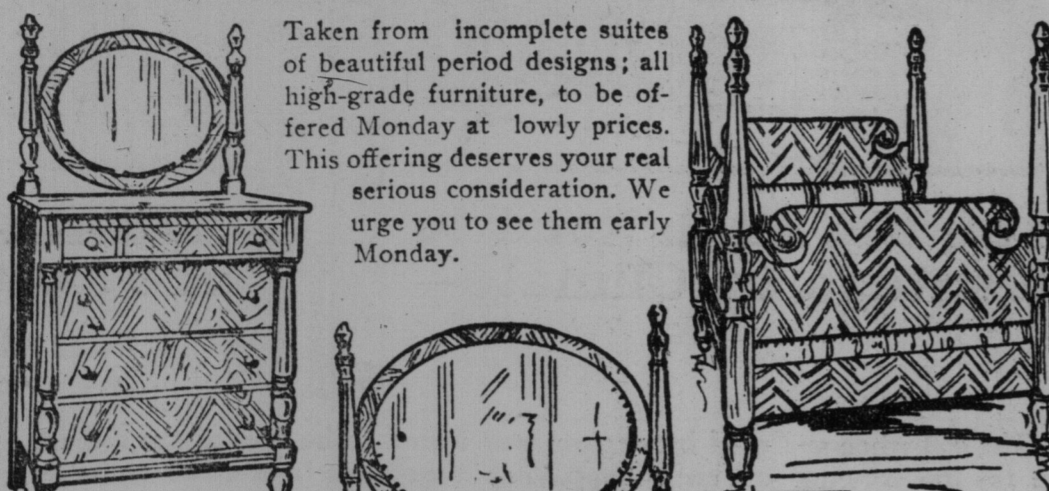 Taken from incomplete suites
of beautiful period designs; all
high-grade furniture, to be of-
fered Monday at lowly prices.
This offering deserves your real
serious consideration. We
urge you to see them early
Monday.